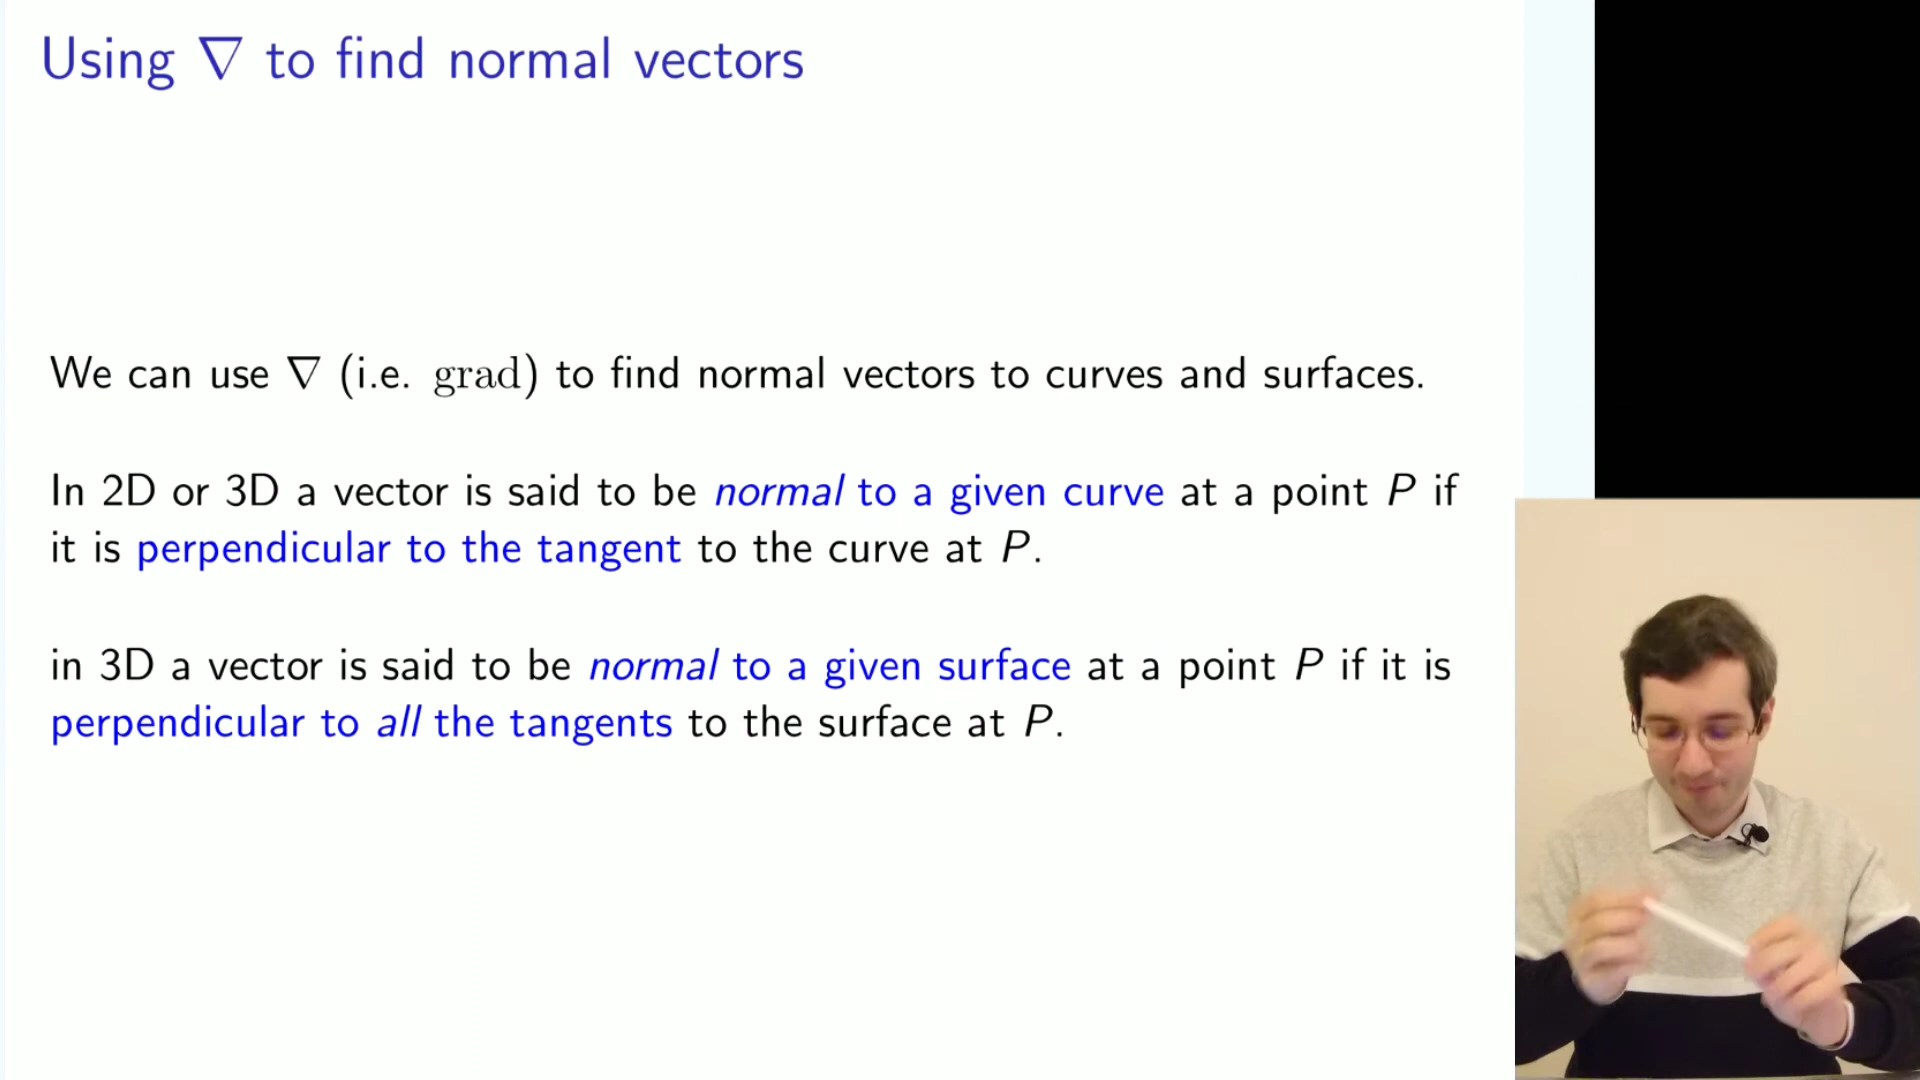 Using ∇ to find normal vectors
We can use ∇ (i.e. grad) to find normal vectors to curves and surfaces.
In 2D or 3D a vector is said to be normal to a given curve at a point P if
it is perpendicular to the tangent to the curve at P.
in 3D a vector is said to be normal to a given surface at a point P if it is
perpendicular to all the tangents to the surface at P.